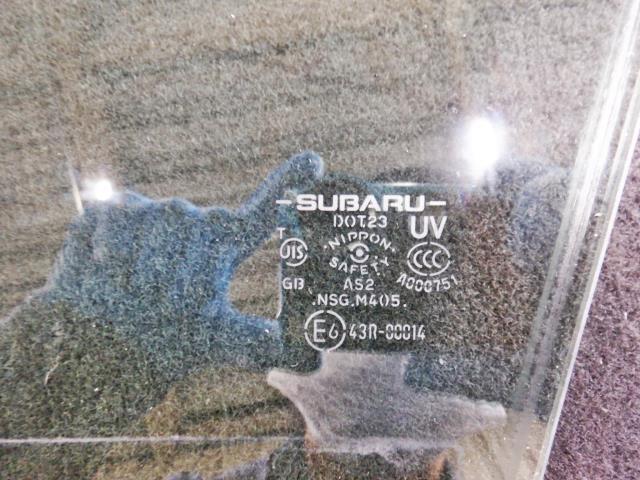 -SUBARU-
DOT23 UV
T
JIS
NIPPON
SAFETY
CCC
A000751
GB AS2
.NSG.M405.
E6 43R-00014